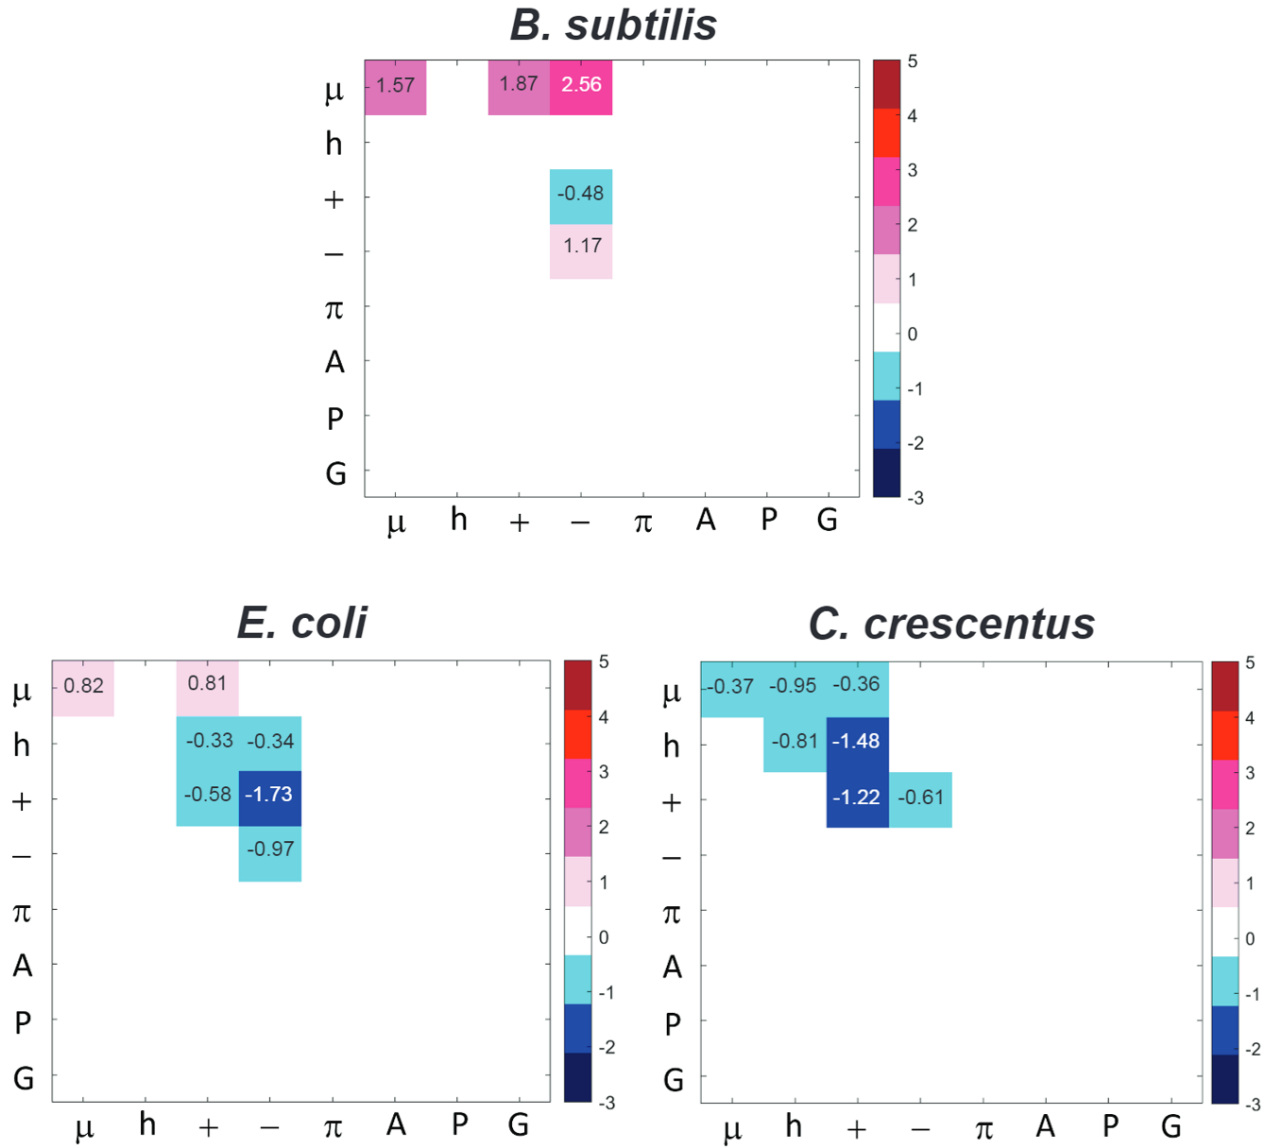 B. subtilis
μ 1.57 1.87 2.56
h
+ -0.48
− 1.17
π
A
P
G
μ h + − π A P G
5
4
3
2
1
0
-1
-2
-3
E. coli
μ 0.82 0.81
h -0.33 -0.34
+ -0.58 -1.73
− -0.97
π
A
P
G
μ h + − π A P G
5
4
3
2
1
0
-1
-2
-3
C. crescentus
μ -0.37 -0.95 -0.36
h -0.81 -1.48
+ -1.22 -0.61
−
π
A
P
G
μ h + − π A P G
5
4
3
2
1
0
-1
-2
-3